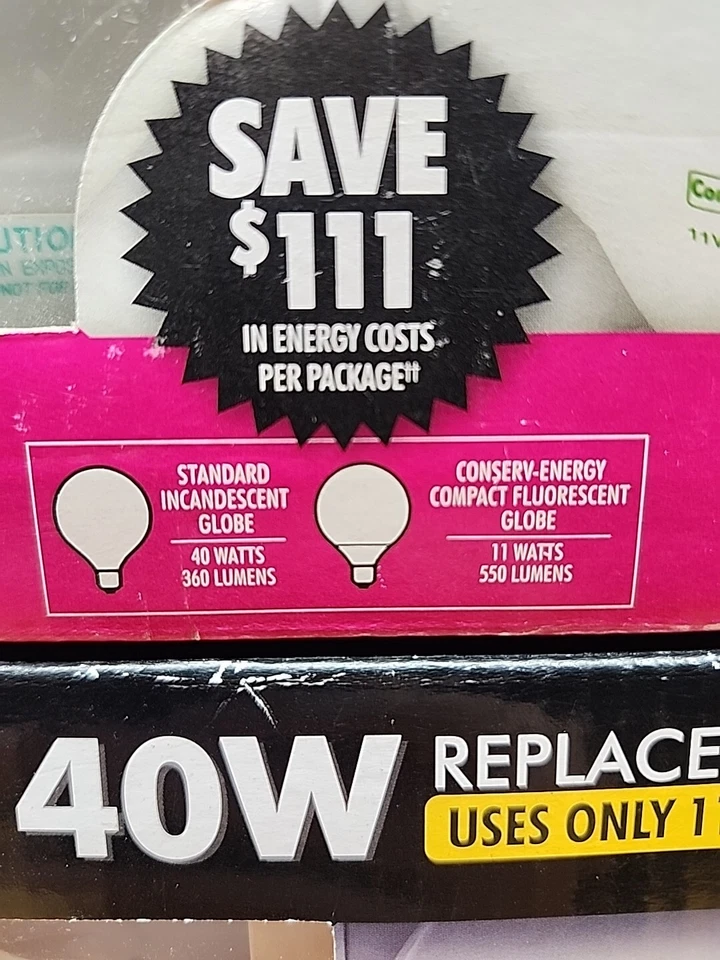 SAVE
$111
IN ENERGY COSTS
PER PACKAGE††
STANDARD
INCANDESCENT
GLOBE
40 WATTS
360 LUMENS
CONSERV-ENERGY
COMPACT FLUORESCENT
GLOBE
11 WATTS
550 LUMENS
40W
REPLACE
USES ONLY 11